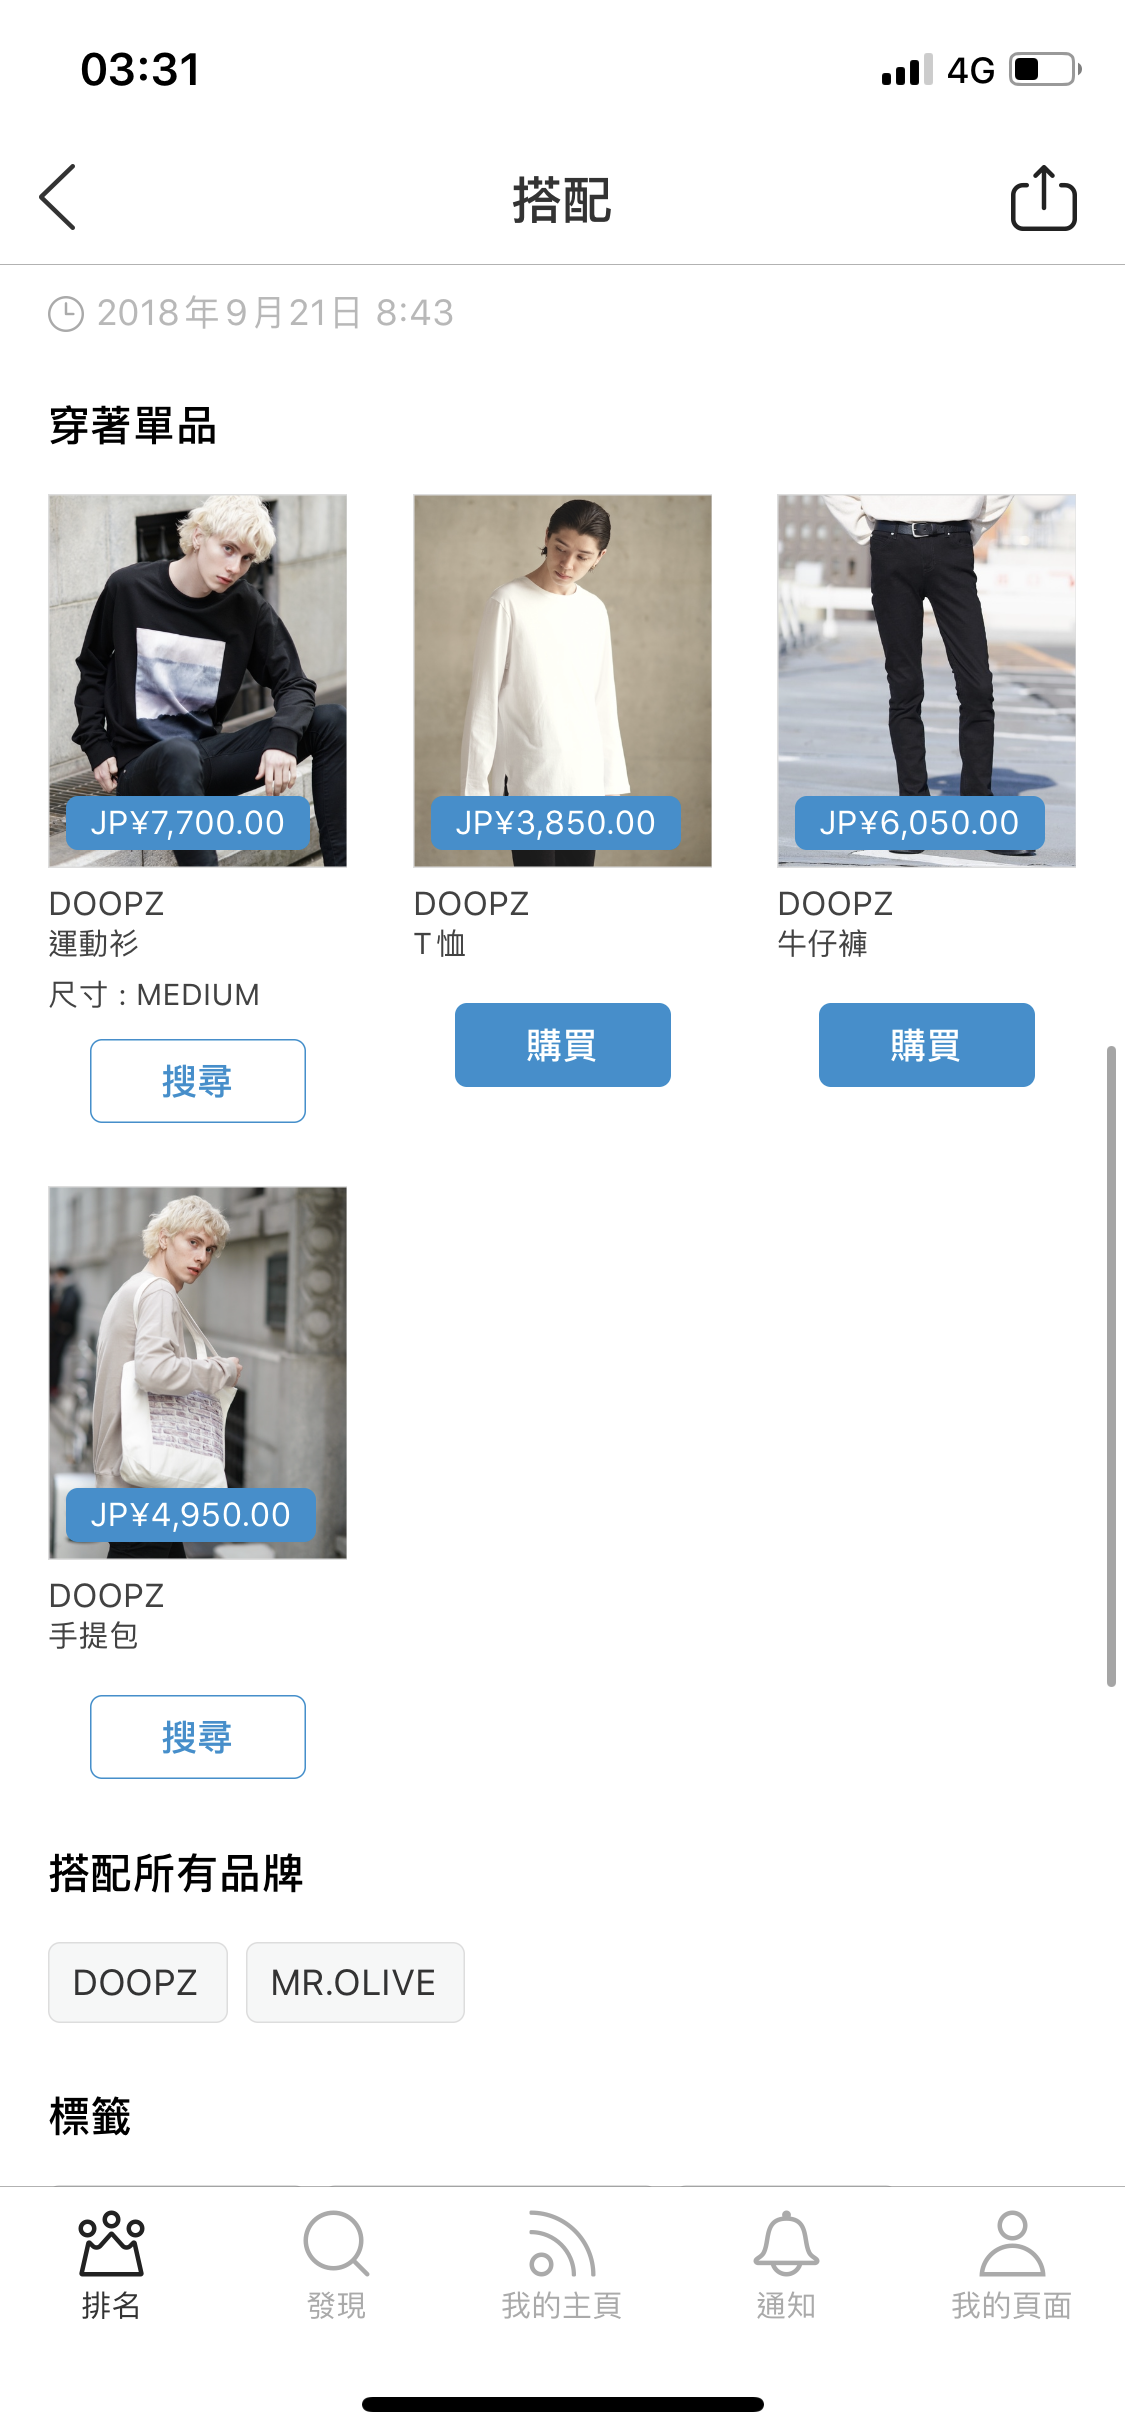 03:31
4G
搭配
2018年9月21日 8:43
穿著單品
JP¥7,700.00
DOOPZ
運動衫
尺寸 : MEDIUM
搜尋
JP¥3,850.00
DOOPZ
T恤
購買
JP¥6,050.00
DOOPZ
牛仔褲
購買
JP¥4,950.00
DOOPZ
手提包
搜尋
搭配所有品牌
DOOPZ
MR.OLIVE
標籤
排名
發現
我的主頁
通知
我的頁面